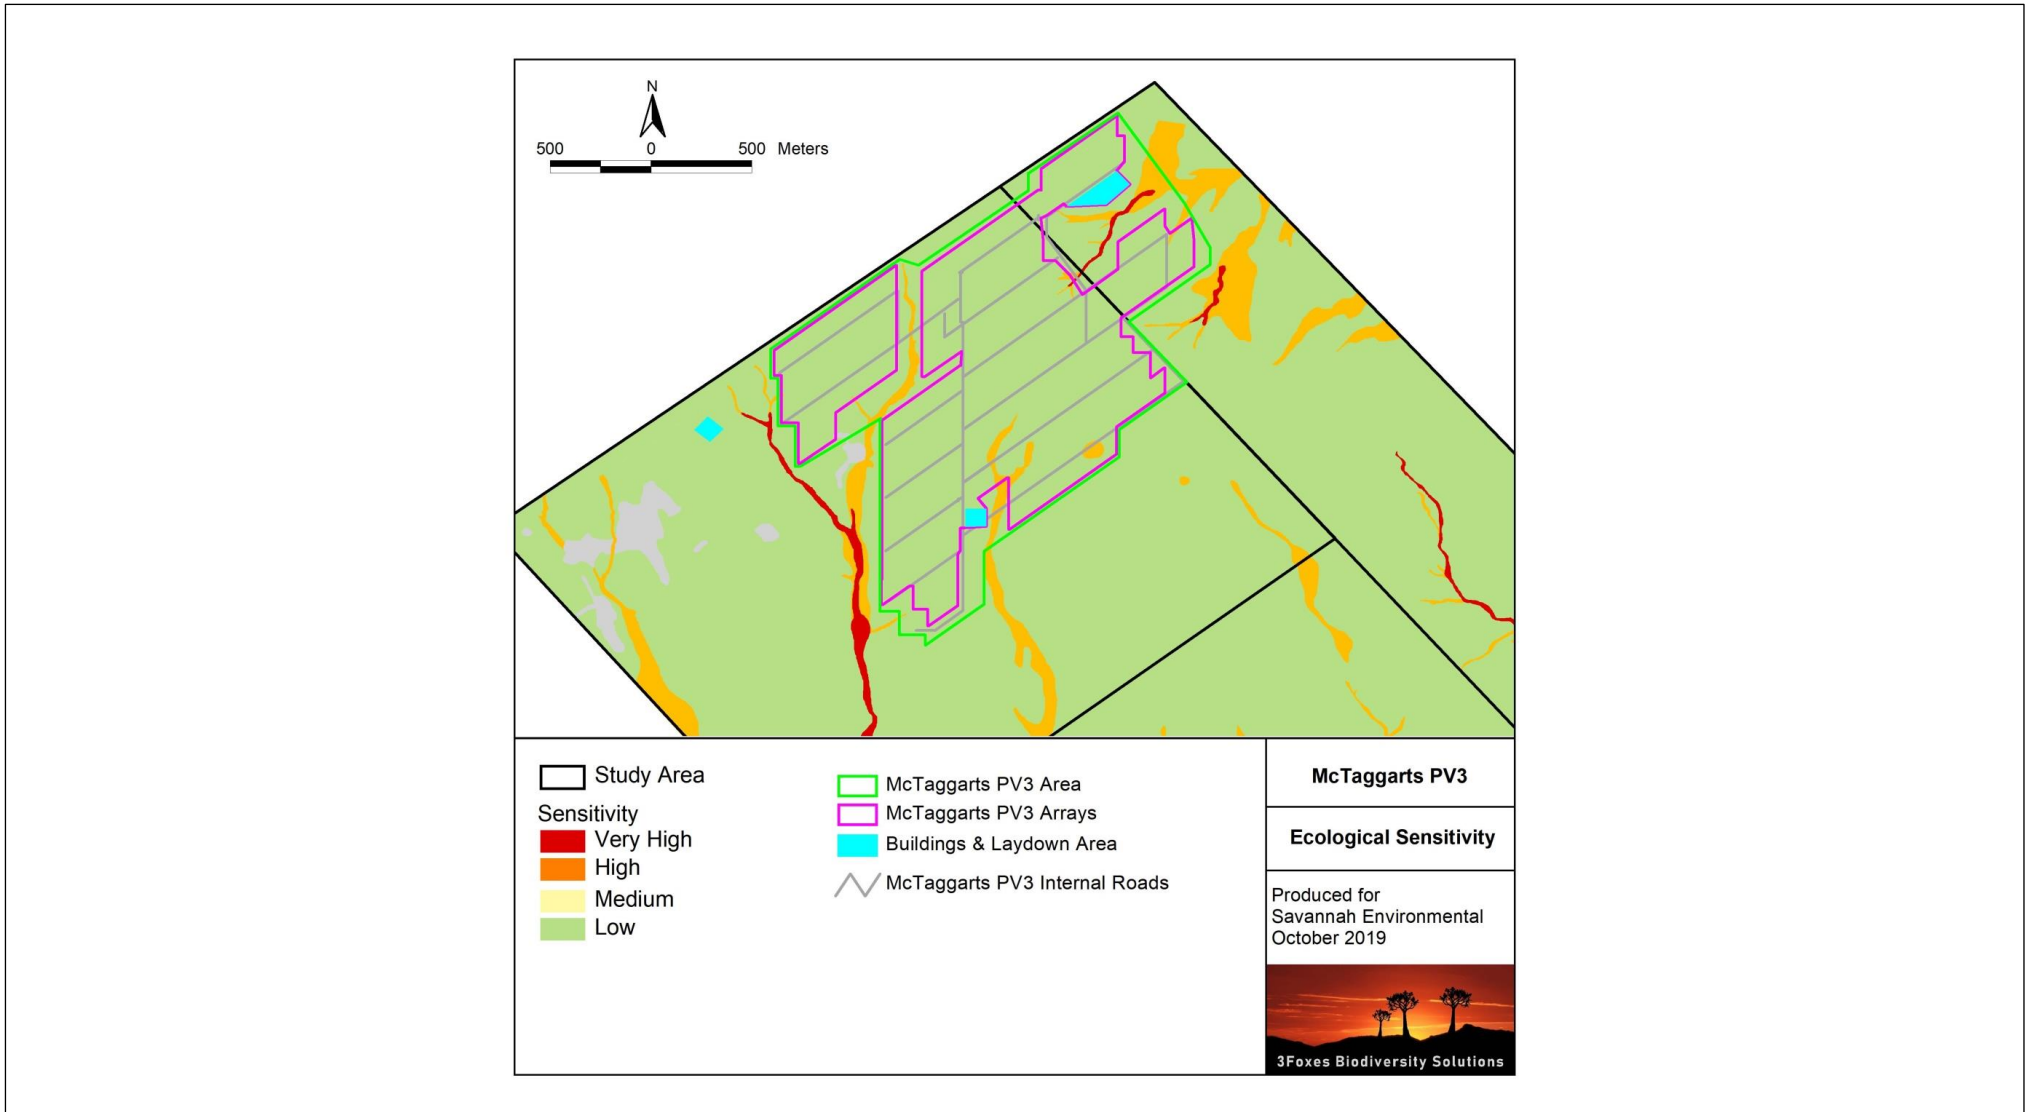 N
500 0 500 Meters
Study Area
Sensitivity
Very High
High
Medium
Low
McTaggarts PV3 Area
McTaggarts PV3 Arrays
Buildings & Laydown Area
McTaggarts PV3 Internal Roads
McTaggarts PV3
Ecological Sensitivity
Produced for
Savannah Environmental
October 2019
3Foxes Biodiversity Solutions